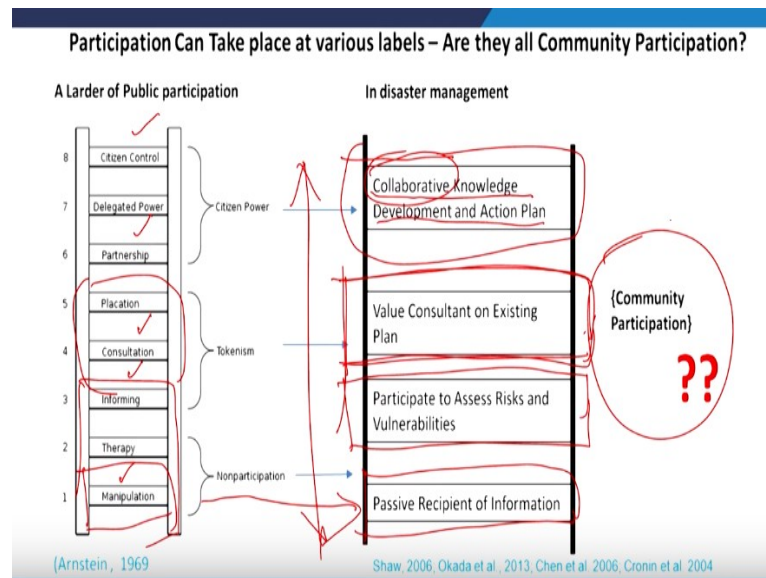 Participation Can Take place at various labels – Are they all Community Participation?
A Larder of Public participation
In disaster management
8 Citizen Control
7 Delegated Power
6 Partnership
Citizen Power
5 Placation
4 Consultation
3 Informing
Tokenism
2 Therapy
1 Manipulation
Nonparticipation
Collaborative Knowledge
Development and Action Plan
Value Consultant on Existing
Plan
Participate to Assess Risks and
Vulnerabilities
Passive Recipient of Information
{Community
Participation}
??
(Arnstein, 1969
Shaw, 2006, Okada et al., 2013, Chen et al. 2006, Cronin et al 2004